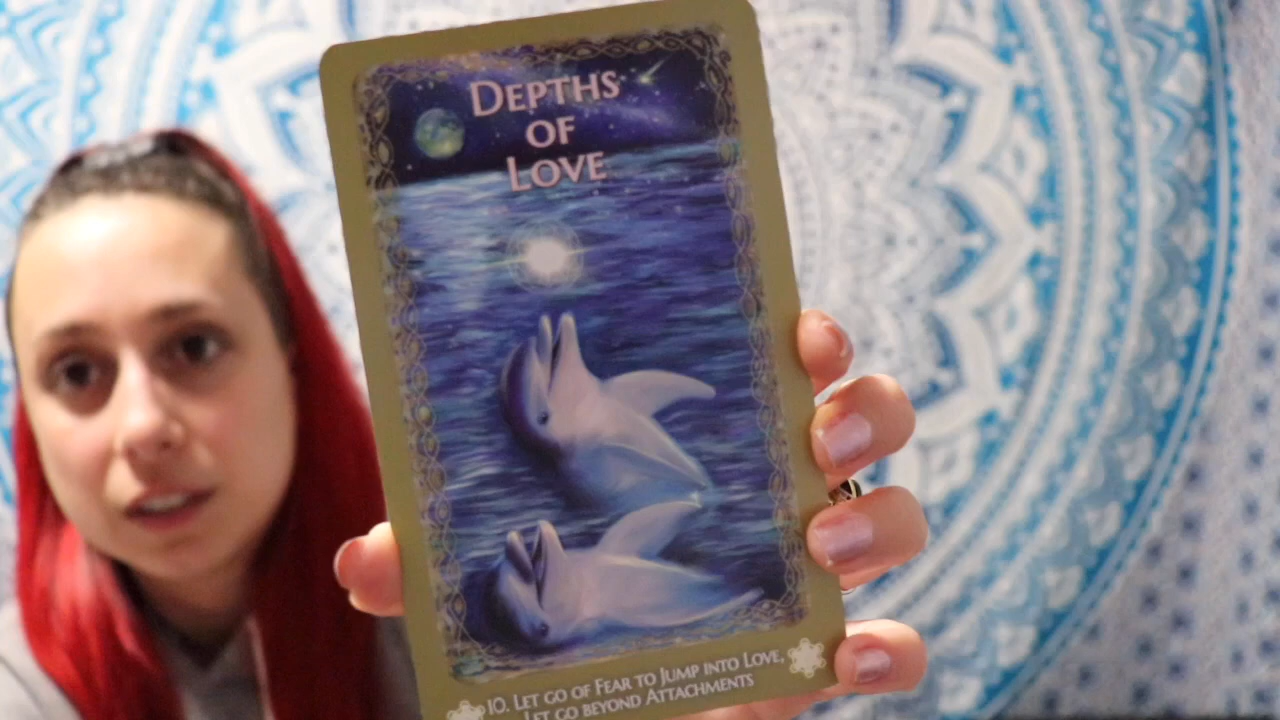 DEPTHS
OF
LOVE
10. LET GO OF FEAR TO JUMP INTO LOVE,
LET GO BEYOND ATTACHMENTS